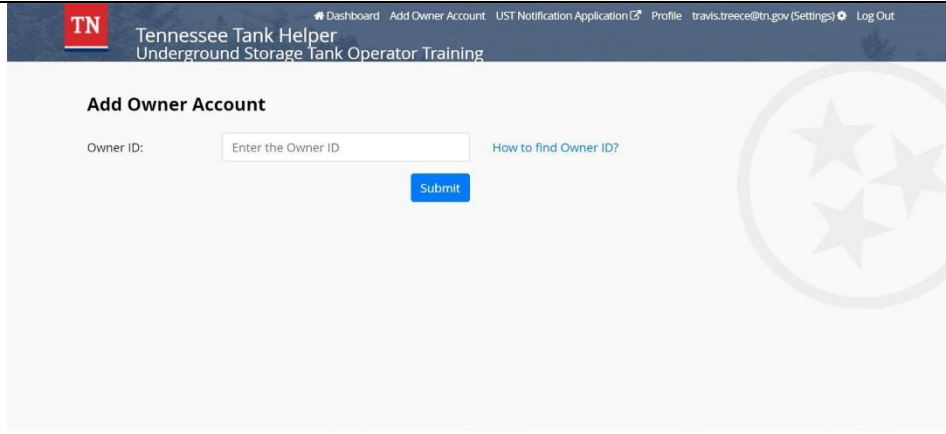 TN
Dashboard Add Owner Account UST Notification Application Profile travis.treece@tn.gov (Settings) Log Out
Tennessee Tank Helper
Underground Storage Tank Operator Training
Add Owner Account
Owner ID: Enter the Owner ID How to find Owner ID?
Submit